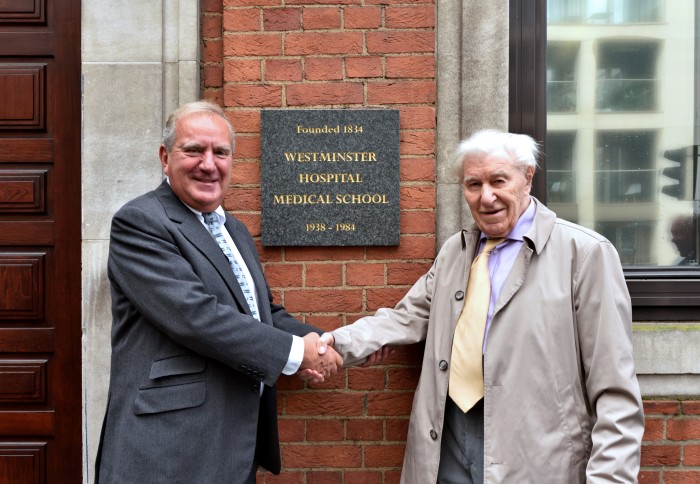 Founded 1834
WESTMINSTER
HOSPITAL
MEDICAL SCHOOL
1938 - 1984